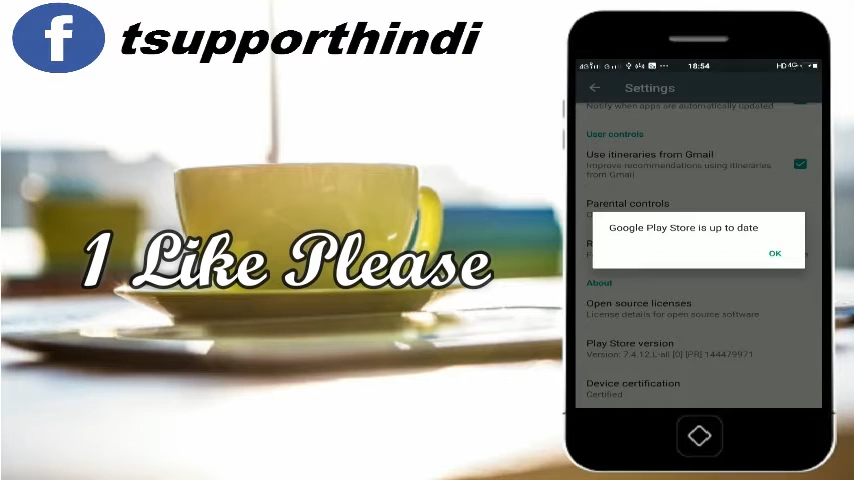 f tsupporthindi
1 Like Please
18:54
Settings
Notify when apps are automatically updated
User controls
Use itineraries from Gmail
Improve recommendations using itineraries
from Gmail
Parental controls
Google Play Store is up to date
OK
About
Open source licenses
License details for open source software
Play Store version
Version: 7.4.12.L-all [0] [PR] 144479971
Device certification
Certified